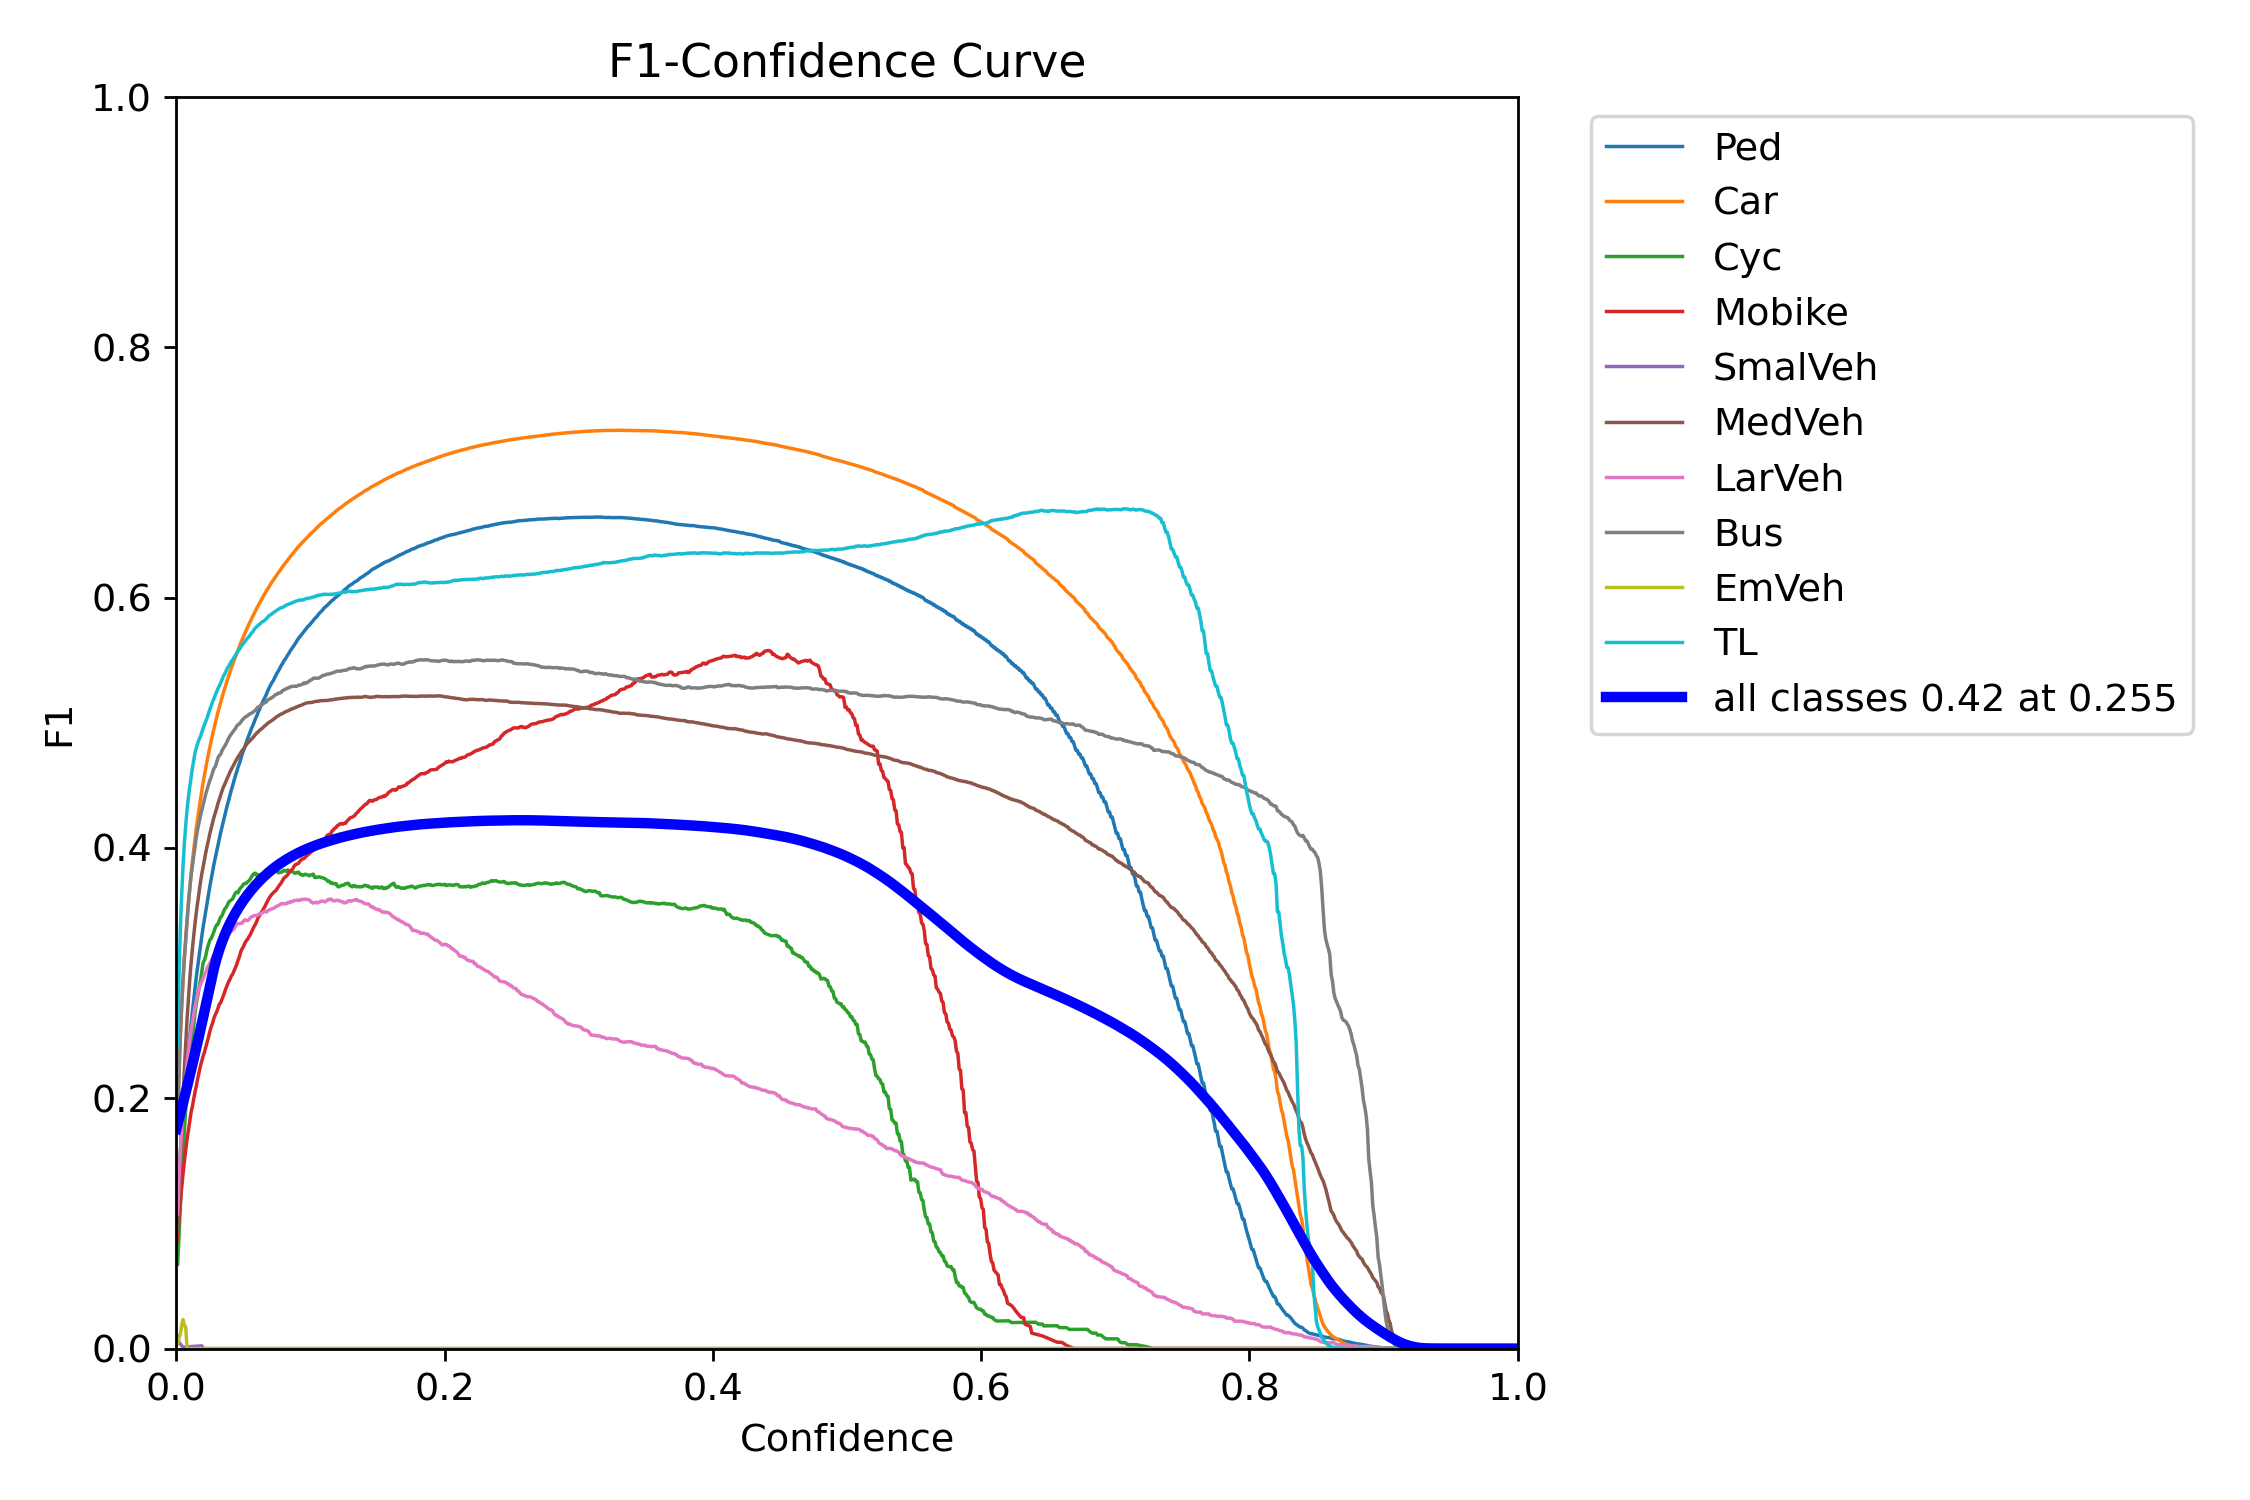 F1-Confidence Curve
1.0
0.8
0.6
0.4
0.2
0.0
F1
0.0 0.2 0.4 0.6 0.8 1.0
Confidence
Ped
Car
Cyc
Mobike
SmalVeh
MedVeh
LarVeh
Bus
EmVeh
TL
all classes 0.42 at 0.255